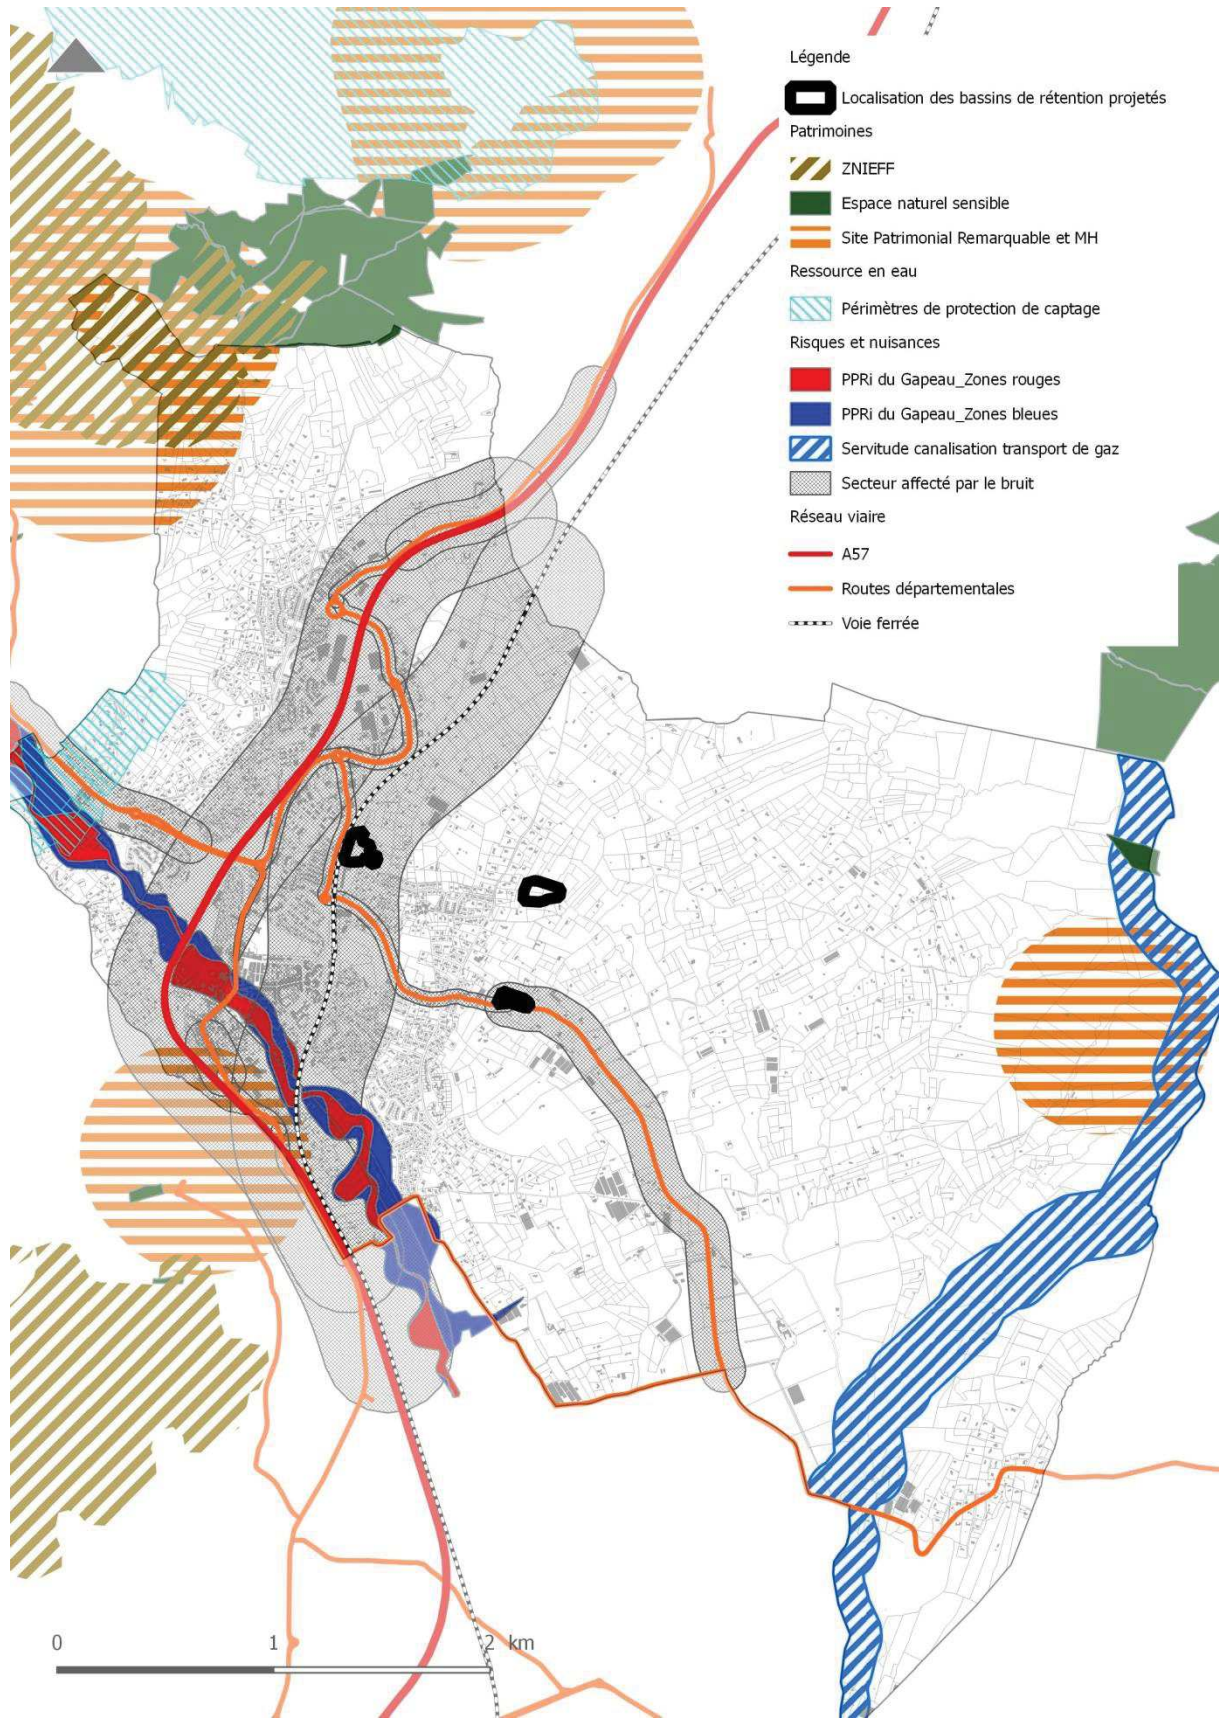 Légende
Localisation des bassins de rétention projetés
Patrimoines
ZNIEFF
Espace naturel sensible
Site Patrimonial Remarquable et MH
Ressource en eau
Périmètres de protection de captage
Risques et nuisances
PPRi du Gapeau_Zones rouges
PPRi du Gapeau_Zones bleues
Servitude canalisation transport de gaz
Secteur affecté par le bruit
Réseau viaire
A57
Routes départementales
Voie ferrée
0 1 2 km